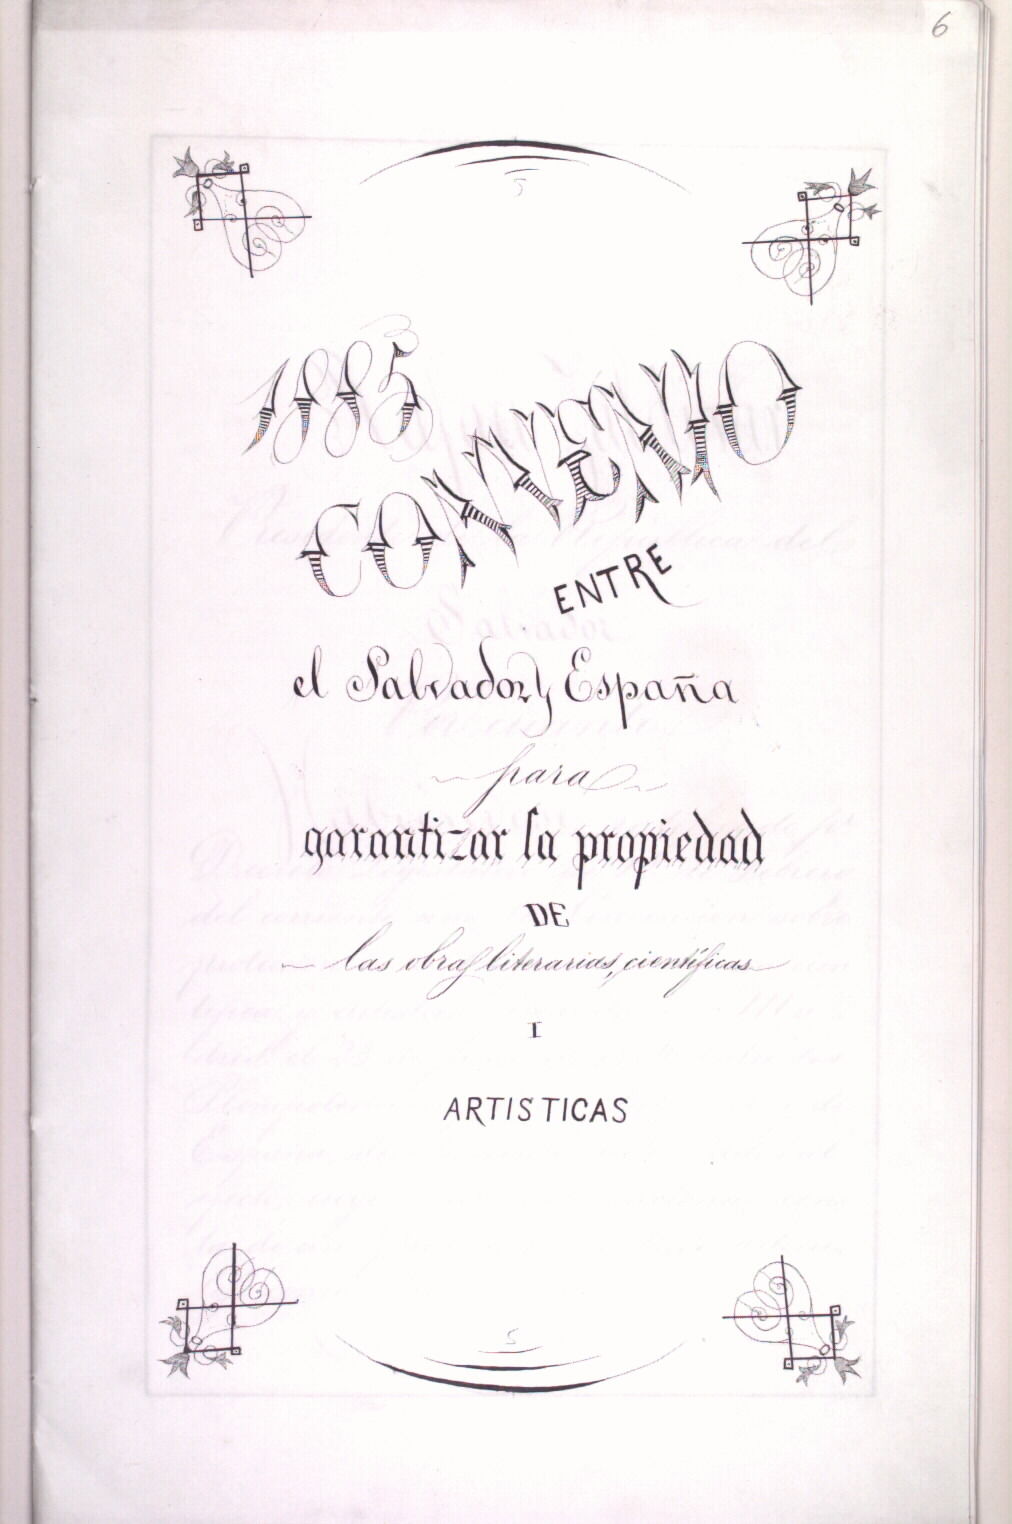 6
1885
CONVENIO
ENTRE
el Salvador y España
para
garantizar la propiedad
DE
las obras literarias, científicas
I
ARTISTICAS